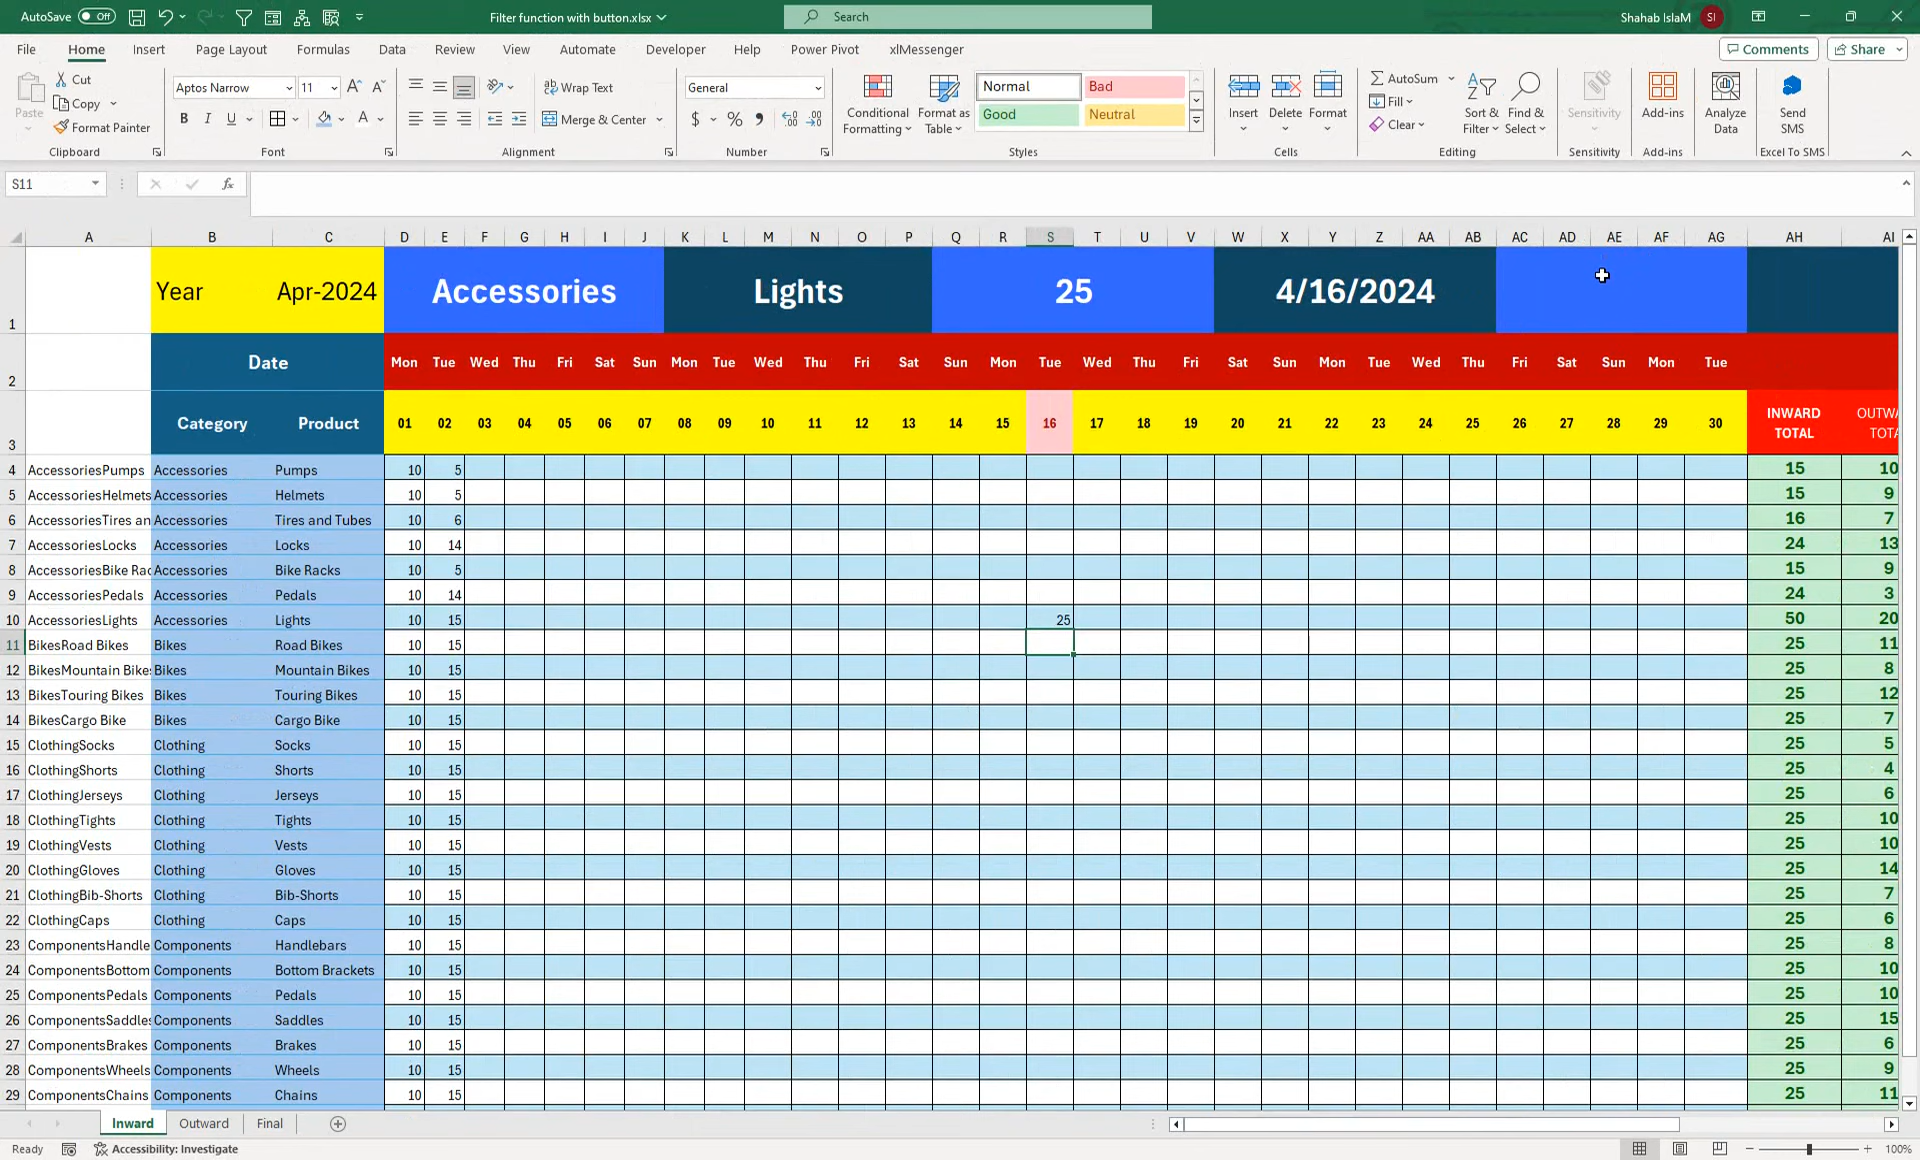 AutoSave Off
Filter function with button.xlsx
Search
Shahab IslaM SI
File Home Insert Page Layout Formulas Data Review View Automate Developer Help Power Pivot xlMessenger Comments Share
Paste Cut Copy Format Painter Clipboard
Aptos Narrow 11 B I U A Font
Wrap Text Merge & Center Alignment
General $ % Number
Conditional Formatting Format as Table Normal Bad Good Neutral Styles
Insert Delete Format Cells
AutoSum Fill Clear Sort & Filter Find & Select Editing
Sensitivity Sensitivity
Add-ins Add-ins
Analyze Data
Send SMS Excel To SMS
S11 fx
A B C D E F G H I J K L M N O P Q R S T U V W X Y Z AA AB AC AD AE AF AG AH AI
1 Year Apr-2024 Accessories Lights 25 4/16/2024
2 Date Mon Tue Wed Thu Fri Sat Sun Mon Tue Wed Thu Fri Sat Sun Mon Tue Wed Thu Fri Sat Sun Mon Tue Wed Thu Fri Sat Sun Mon Tue
3 Category Product 01 02 03 04 05 06 07 08 09 10 11 12 13 14 15 16 17 18 19 20 21 22 23 24 25 26 27 28 29 30 INWARD TOTAL OUTWA TOTA
4 AccessoriesPumps Accessories Pumps 10 5 15 10
5 AccessoriesHelmets Accessories Helmets 10 5 15 9
6 AccessoriesTires an Accessories Tires and Tubes 10 6 16 7
7 AccessoriesLocks Accessories Locks 10 14 24 13
8 AccessoriesBike Rac Accessories Bike Racks 10 5 15 9
9 AccessoriesPedals Accessories Pedals 10 14 24 3
10 AccessoriesLights Accessories Lights 10 15 25 50 20
11 BikesRoad Bikes Bikes Road Bikes 10 15 25 11
12 BikesMountain Bikes Bikes Mountain Bikes 10 15 25 8
13 BikesTouring Bikes Bikes Touring Bikes 10 15 25 12
14 BikesCargo Bike Bikes Cargo Bike 10 15 25 7
15 ClothingSocks Clothing Socks 10 15 25 5
16 ClothingShorts Clothing Shorts 10 15 25 4
17 ClothingJerseys Clothing Jerseys 10 15 25 6
18 ClothingTights Clothing Tights 10 15 25 10
19 ClothingVests Clothing Vests 10 15 25 10
20 ClothingGloves Clothing Gloves 10 15 25 14
21 ClothingBib-Shorts Clothing Bib-Shorts 10 15 25 7
22 ClothingCaps Clothing Caps 10 15 25 6
23 ComponentsHandle Components Handlebars 10 15 25 8
24 ComponentsBottom Components Bottom Brackets 10 15 25 10
25 ComponentsPedals Components Pedals 10 15 25 10
26 ComponentsSaddles Components Saddles 10 15 25 15
27 ComponentsBrakes Components Brakes 10 15 25 6
28 ComponentsWheels Components Wheels 10 15 25 9
29 ComponentsChains Components Chains 10 15 25 11
Inward Outward Final
Ready Accessibility: Investigate 100%